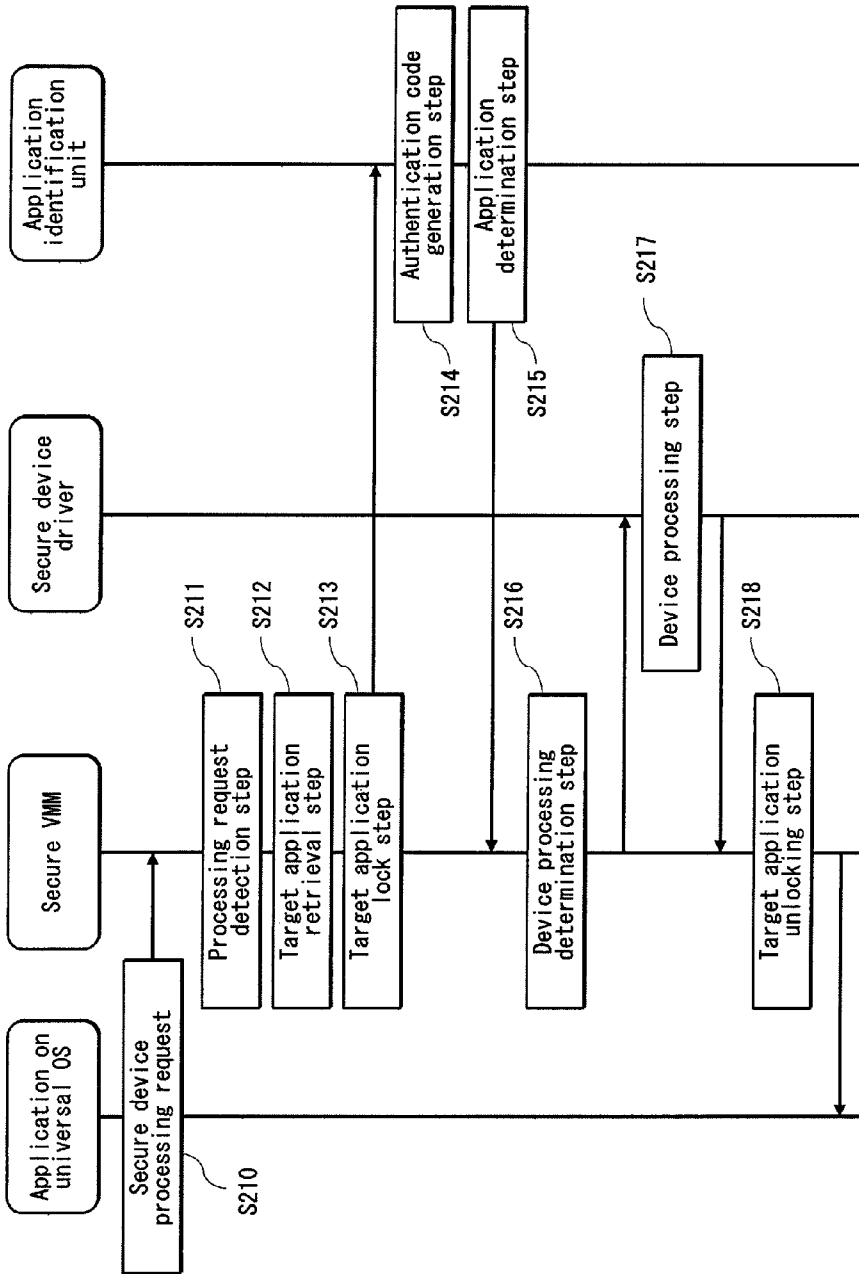 Application on
universal OS
Secure VMM
Secure device
driver
Application
identification
unit
Secure device
processing request
S210
Processing request
detection step
S211
Target application
retrieval step
S212
Target application
lock step
S213
Authentication code
generation step
S214
Application
determination step
S215
Device processing
determination step
S216
Device processing step
S217
Target application
unlocking step
S218